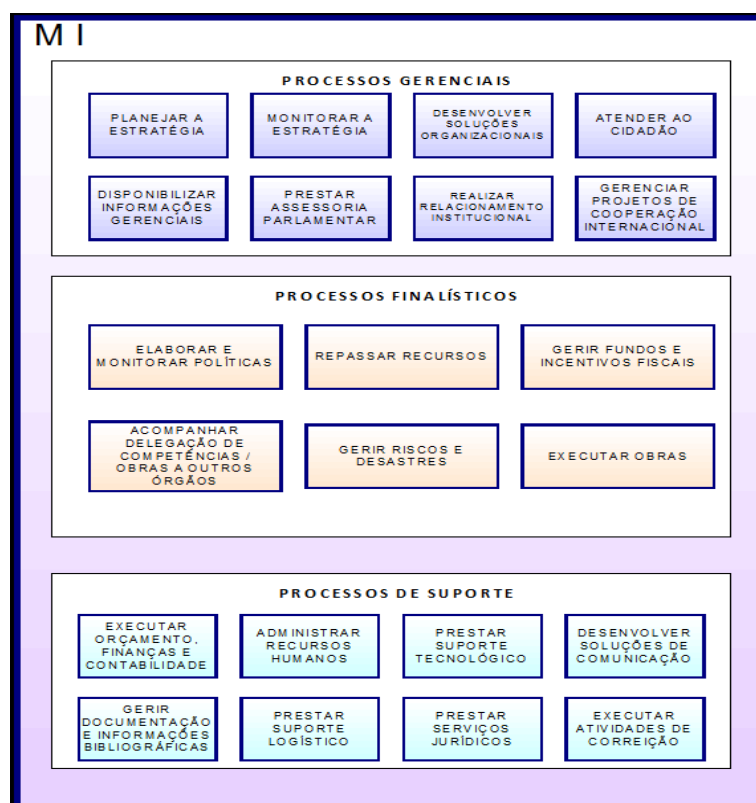 M I
PROCESSOS GERENCIAIS
PLANEJAR A
ESTRATÉGIA
MONITORAR A
ESTRATÉGIA
DESENVOLVER
SOLUÇÕES
ORGANIZACIONAIS
ATENDER AO
CIDADÃO
DISPONIBILIZAR
INFORMAÇÕES
GERENCIAIS
PRESTAR
ASSESSORIA
PARLAMENTAR
REALIZAR
RELACIONAMENTO
INSTITUCIONAL
GERENCIAR
PROJETOS DE
COOPERAÇÃO
INTERNACIONAL
PROCESSOS FINALÍSTICOS
ELABORAR E
MONITORAR POLÍTICAS
REPASSAR RECURSOS
GERIR FUNDOS E
INCENTIVOS FISCAIS
ACOMPANHAR
DELEGAÇÃO DE
COMPETÊNCIAS /
OBRAS A OUTROS
ÓRGÃOS
GERIR RISCOS E
DESASTRES
EXECUTAR OBRAS
PROCESSOS DE SUPORTE
EXECUTAR
ORÇAMENTO,
FINANÇAS E
CONTABILIDADE
ADMINISTRAR
RECURSOS
HUMANOS
PRESTAR
SUPORTE
TECNOLÓGICO
DESENVOLVER
SOLUÇÕES DE
COMUNICAÇÃO
GERIR
DOCUMENTAÇÃO
E INFORMAÇÕES
BIBLIOGRÁFICAS
PRESTAR
SUPORTE
LOGÍSTICO
PRESTAR
SERVIÇOS
JURÍDICOS
EXECUTAR
ATIVIDADES DE
CORREIÇÃO